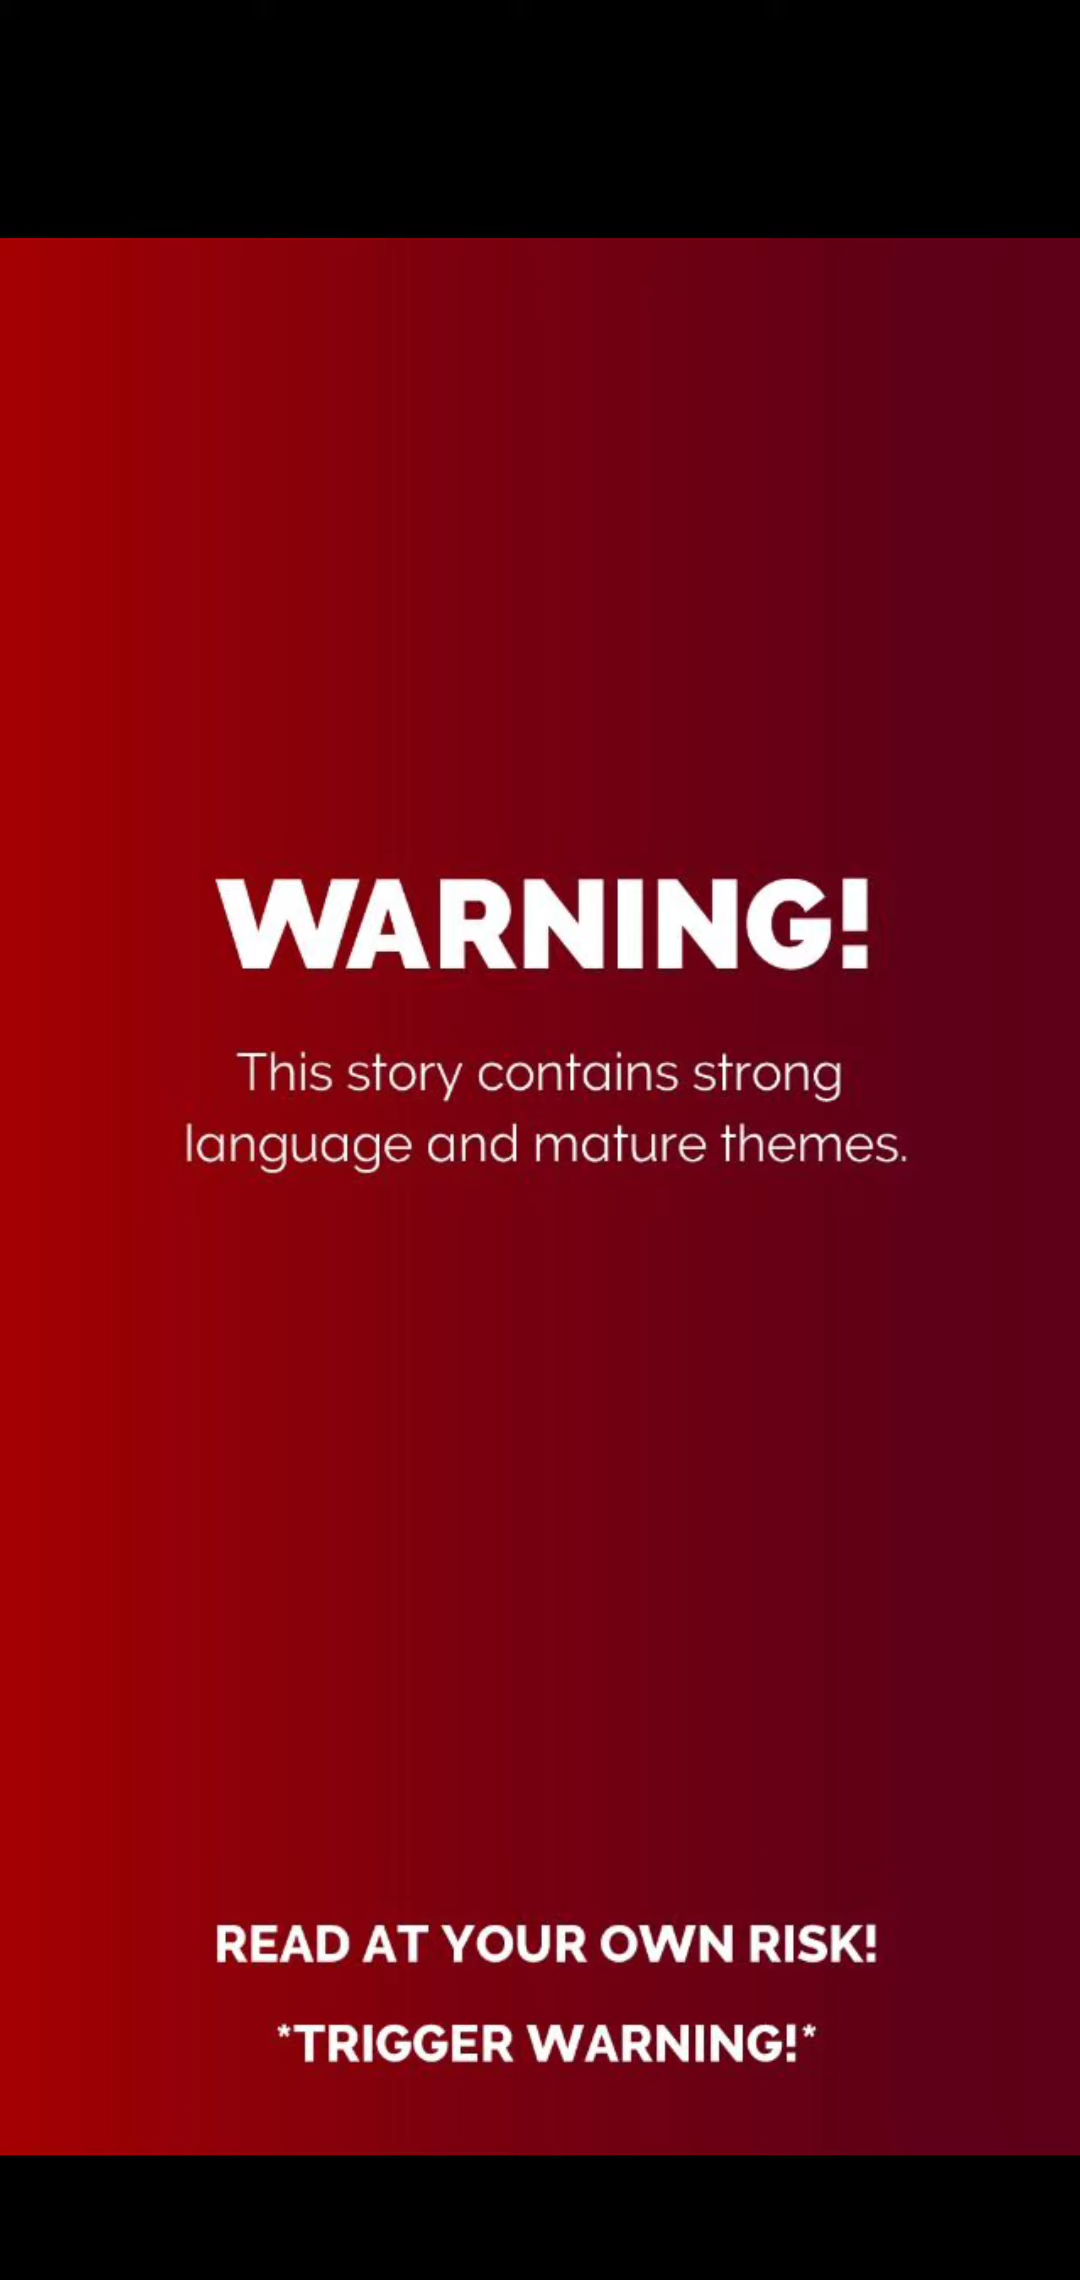 WARNING!
This story contains strong
language and mature themes.
READ AT YOUR OWN RISK!
*TRIGGER WARNING!*